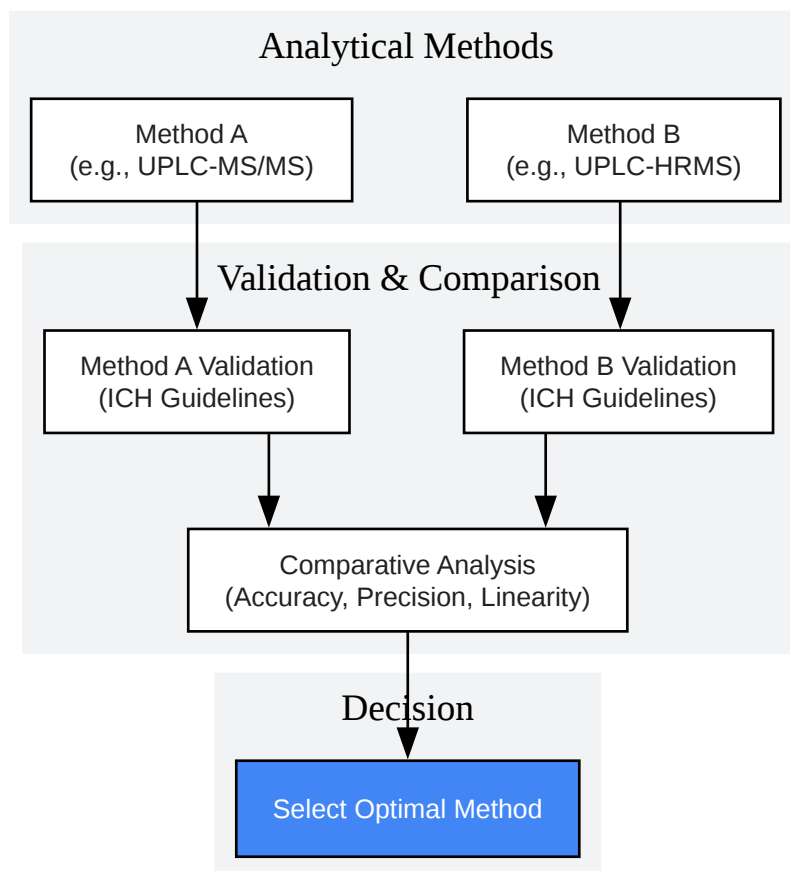 Analytical Methods
Method A
(e.g., UPLC-MS/MS)
Method B
(e.g., UPLC-HRMS)
Validation & Comparison
Method A Validation
(ICH Guidelines)
Method B Validation
(ICH Guidelines)
Comparative Analysis
(Accuracy, Precision, Linearity)
Decision
Select Optimal Method